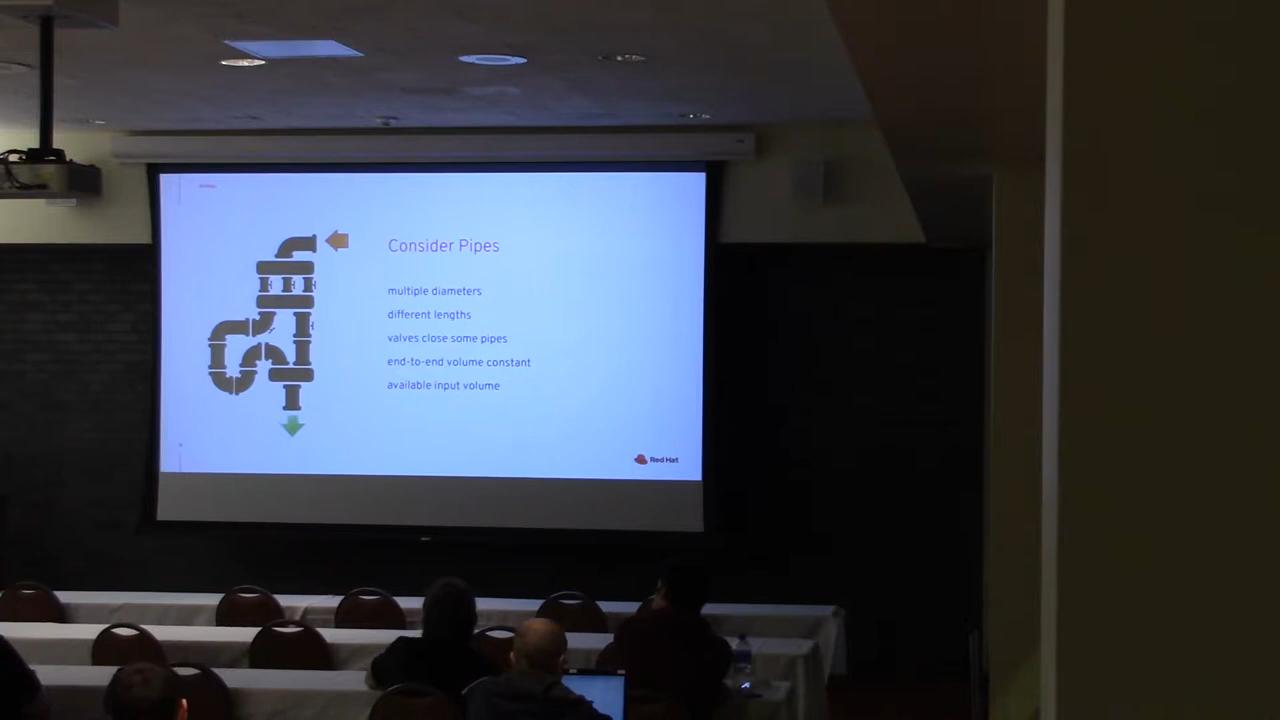 Consider Pipes
multiple diameters
different lengths
valves close some pipes
end-to-end volume constant
available input volume
Red Hat